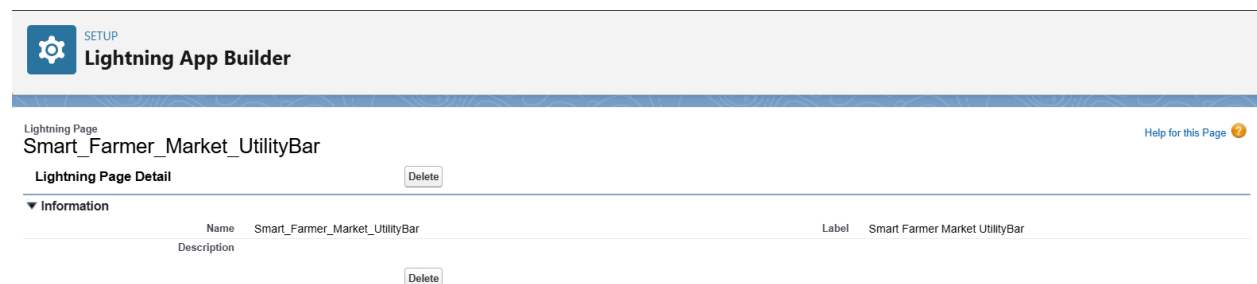 SETUP
Lightning App Builder
Lightning Page
Smart_Farmer_Market_UtilityBar
Help for this Page
Lightning Page Detail Delete
Information
Name Smart_Farmer_Market_UtilityBar Label Smart Farmer Market UtilityBar
Description
Delete